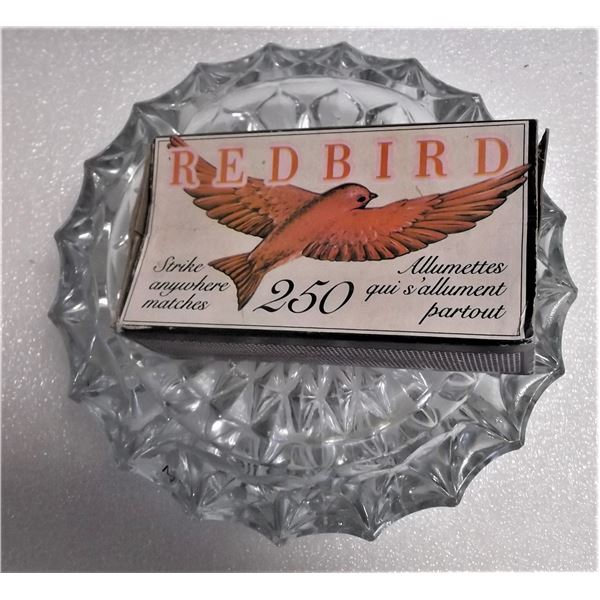 REDBIRD
Strike
anywhere
matches
250
Allumettes
qui s'allument
partout